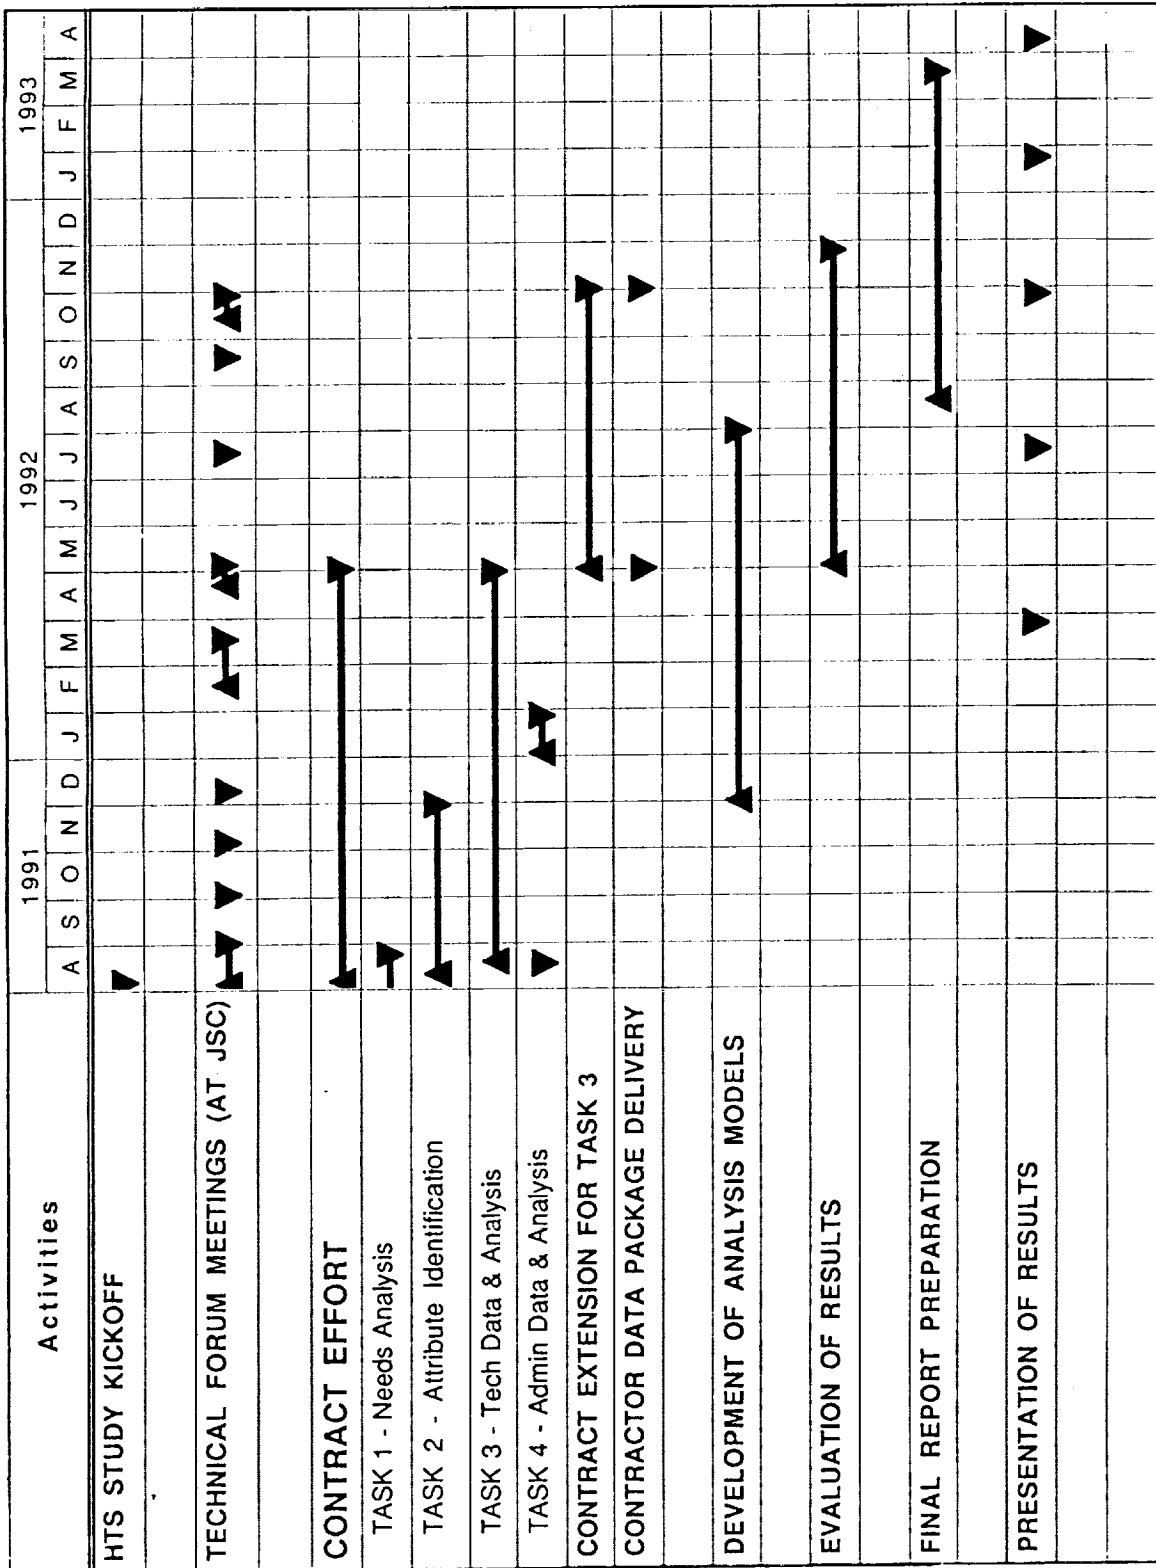 Activities
1991
1992
1993
A S O N D J F M A M J J A S O N D J F M A
HTS STUDY KICKOFF
TECHNICAL FORUM MEETINGS (AT JSC)
CONTRACT EFFORT
TASK 1 - Needs Analysis
TASK 2 - Attribute Identification
TASK 3 - Tech Data & Analysis
TASK 4 - Admin Data & Analysis
CONTRACT EXTENSION FOR TASK 3
CONTRACTOR DATA PACKAGE DELIVERY
DEVELOPMENT OF ANALYSIS MODELS
EVALUATION OF RESULTS
FINAL REPORT PREPARATION
PRESENTATION OF RESULTS